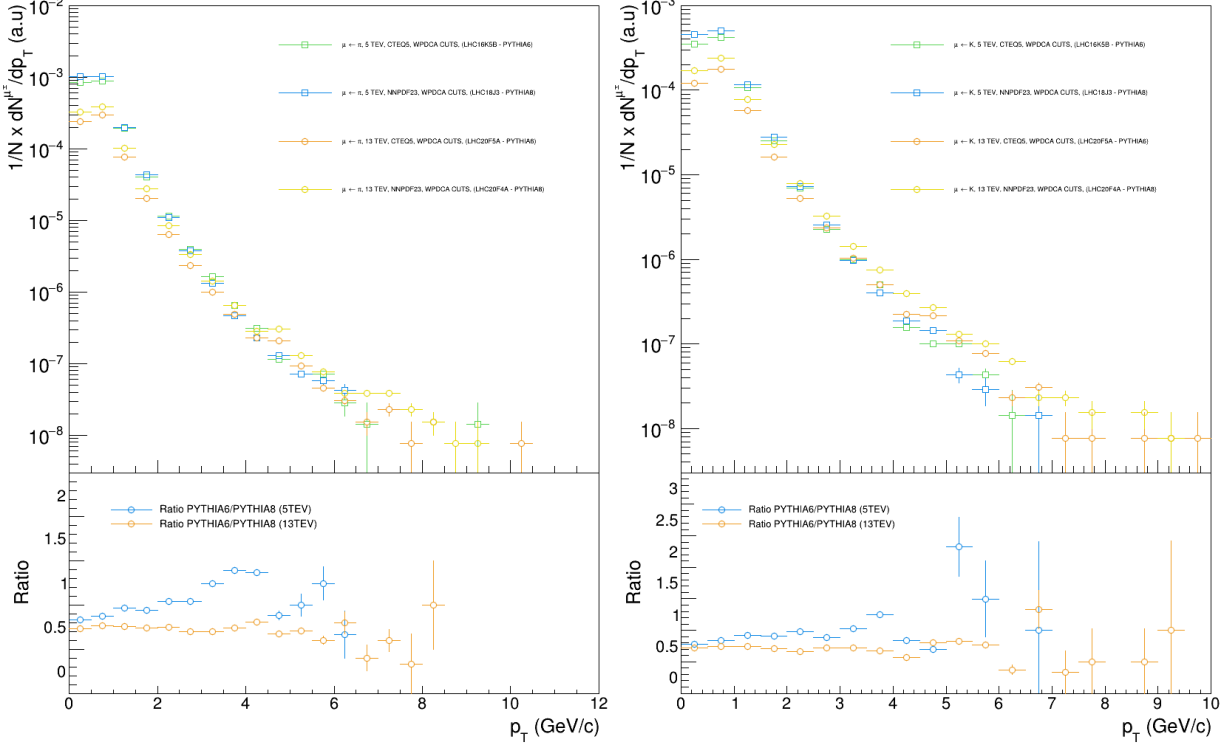 1/N x dN^μ^±/dp_T (a.u)
10^−2
10^−3
10^−4
10^−5
10^−6
10^−7
10^−8
μ ← π, 5 TEV, CTEQ5, WPDCA CUTS, (LHC16K5B - PYTHIA6)
μ ← π, 5 TEV, NNPDF23, WPDCA CUTS, (LHC18J3 - PYTHIA8)
μ ← π, 13 TEV, CTEQ5, WPDCA CUTS, (LHC20F5A - PYTHIA6)
μ ← π, 13 TEV, NNPDF23, WPDCA CUTS, (LHC20F4A - PYTHIA8)
Ratio
2
1.5
1
0.5
0
Ratio PYTHIA6/PYTHIA8 (5TEV)
Ratio PYTHIA6/PYTHIA8 (13TEV)
0 2 4 6 8 10 12
p_T (GeV/c)
1/N x dN^μ^±/dp_T (a.u)
10^−3
10^−4
10^−5
10^−6
10^−7
10^−8
μ ← K, 5 TEV, CTEQ5, WPDCA CUTS, (LHC16K5B - PYTHIA6)
μ ← K, 5 TEV, NNPDF23, WPDCA CUTS, (LHC18J3 - PYTHIA8)
μ ← K, 13 TEV, CTEQ5, WPDCA CUTS, (LHC20F5A - PYTHIA6)
μ ← K, 13 TEV, NNPDF23, WPDCA CUTS, (LHC20F4A - PYTHIA8)
Ratio
2.5
2
1.5
1
0.5
0
Ratio PYTHIA6/PYTHIA8 (5TEV)
Ratio PYTHIA6/PYTHIA8 (13TEV)
0 1 2 3 4 5 6 7 8 9 10
p_T (GeV/c)